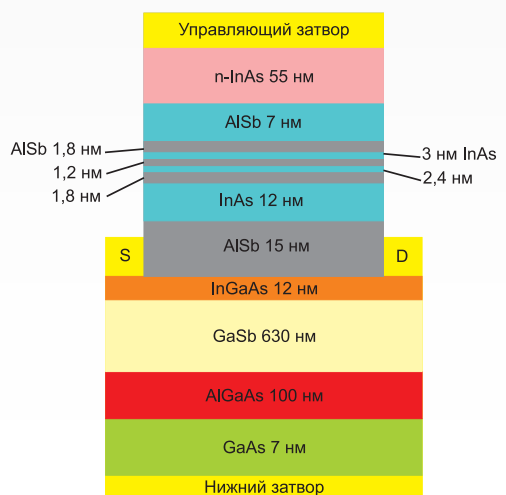 Управляющий затвор
n-InAs 55 нм
AlSb 7 нм
AlSb 1,8 нм
3 нм InAs
1,2 нм
2,4 нм
1,8 нм
InAs 12 нм
AlSb 15 нм
S
D
InGaAs 12 нм
GaSb 630 нм
AlGaAs 100 нм
GaAs 7 нм
Нижний затвор